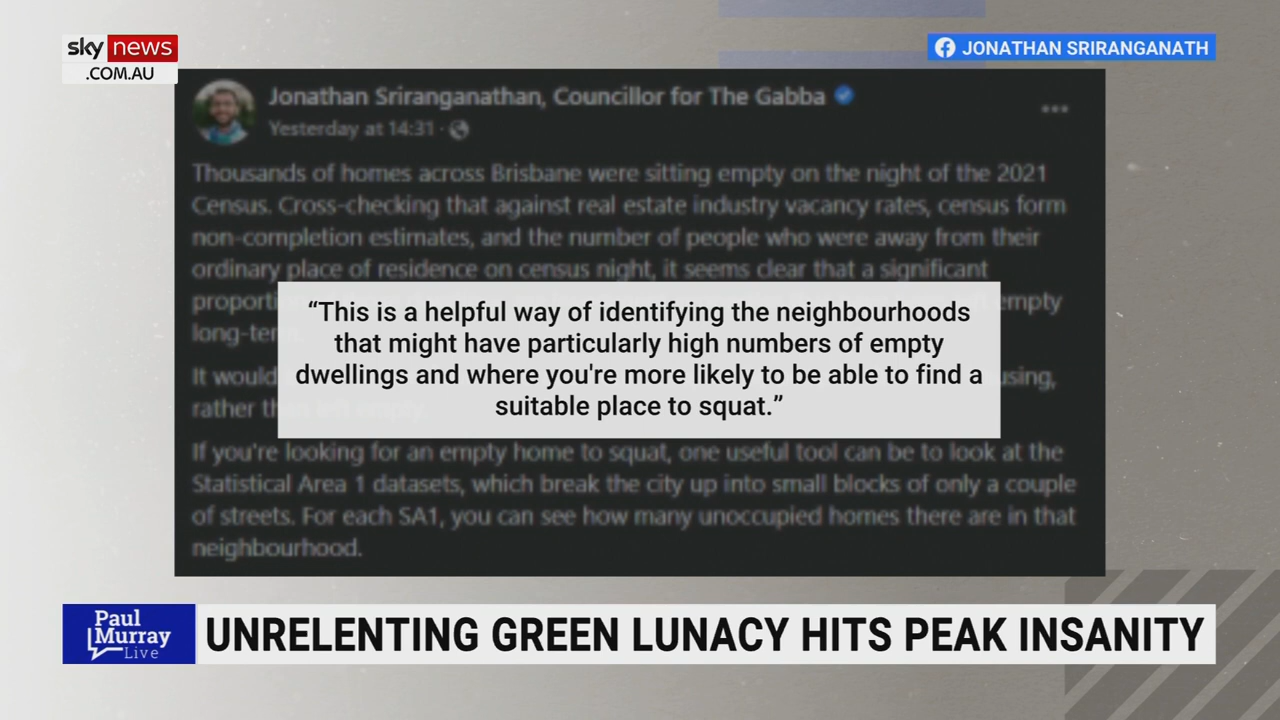 sky news
.COM.AU
JONATHAN SRIRANGANATH
Jonathan Sriranganathan, Councillor for The Gabba
Yesterday at 14:31
Thousands of homes across Brisbane were sitting empty on the night of the 2021
Census. Cross-checking that against real estate industry vacancy rates, census form
non-completion estimates, and the number of people who were away from their
ordinary place of residence on census night, it seems clear that a significant
empty
“This is a helpful way of identifying the neighbourhoods
that might have particularly high numbers of empty
dwellings and where you're more likely to be able to find a
suitable place to squat.”
It would
rather
If you're looking for an empty home to squat, one useful tool can be to look at the
Statistical Area 1 datasets, which break the city up into small blocks of only a couple
of streets. For each SA1, you can see how many unoccupied homes there are in that
neighbourhood.
Paul
Murray
Live
UNRELENTING GREEN LUNACY HITS PEAK INSANITY